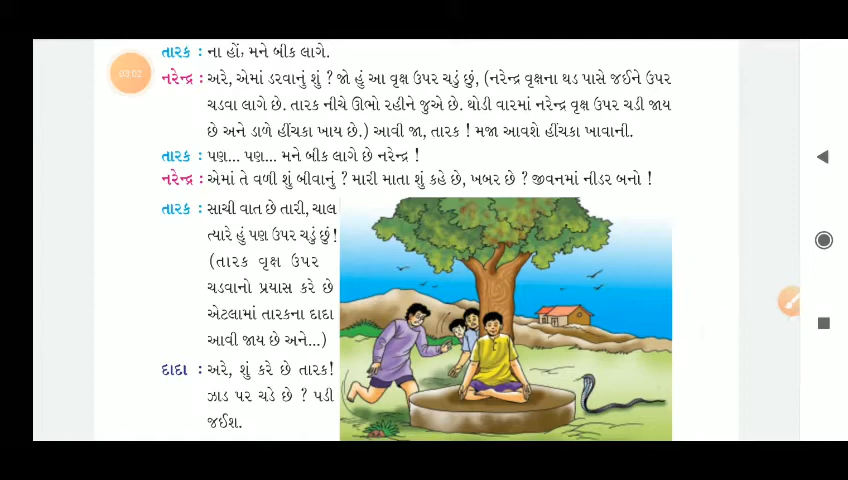 03:02
તારક : ના હોં, મને બીક લાગે.
નરેન્દ્ર : અરે, એમાં ડરવાનું શું ? જો હું આ વૃક્ષ ઉપર ચડું છું, (નરેન્દ્ર વૃક્ષના થડ પાસે જઈને ઉપર
ચડવા લાગે છે. તારક નીચે ઊભો રહીને જુએ છે. થોડી વારમાં નરેન્દ્ર વૃક્ષ ઉપર ચડી જાય
છે અને ડાળે હીંચકા ખાય છે.) આવી જા, તારક ! મજા આવશે હીંચકા ખાવાની.
તારક : પણ... પણ... મને બીક લાગે છે નરેન્દ્ર !
નરેન્દ્ર : એમાં તે વળી શું બીવાનું ? મારી માતા શું કહે છે, ખબર છે ? જીવનમાં નીડર બનો !
તારક : સાચી વાત છે તારી, ચાલ
ત્યારે હું પણ ઉપર ચડું છું!
(તારક વૃક્ષ ઉપર
ચડવાનો પ્રયાસ કરે છે
એટલામાં તારકના દાદા
આવી જાય છે અને...)
દાદા : અરે, શું કરે છે તારક!
ઝાડ પર ચડે છે ? પડી
જઈશ.